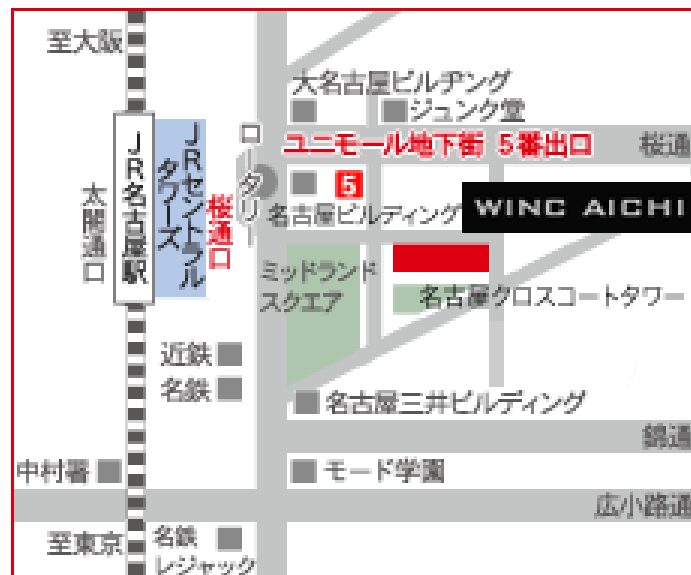 至大阪
大名古屋ビルヂング
ジュンク堂
ユニモール地下街 5番出口
桜通
ロータリー
JRセントラル
タワーズ
JR名古屋駅
太閤通口
桜通口
5
名古屋ビルディング
WINC AICHI
ミッドランド
スクエア
名古屋クロスコートタワー
近鉄
名鉄
名古屋三井ビルディング
錦通
中村署
モード学園
広小路通
至東京
名鉄
レジャック